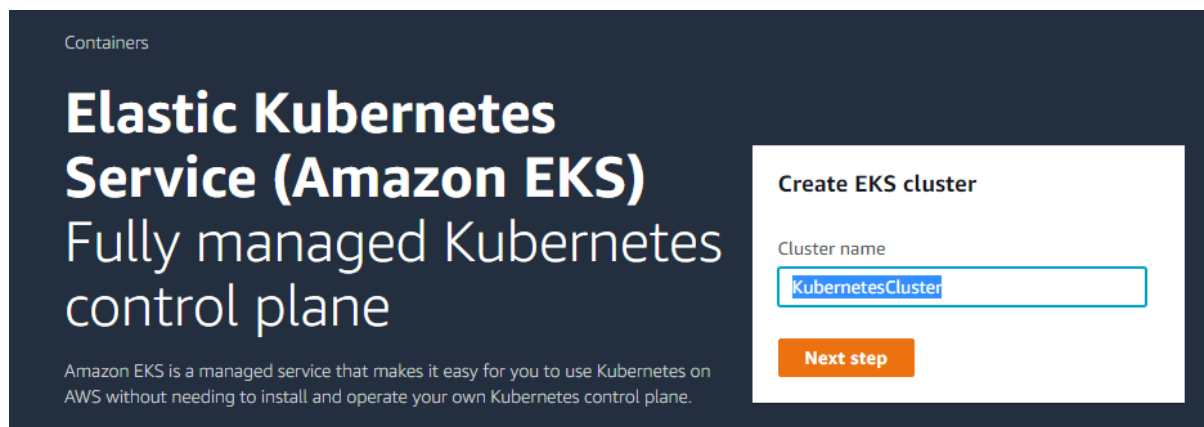 Containers
Elastic Kubernetes
Service (Amazon EKS)
Fully managed Kubernetes
control plane
Amazon EKS is a managed service that makes it easy for you to use Kubernetes on
AWS without needing to install and operate your own Kubernetes control plane.
Create EKS cluster
Cluster name
KubernetesCluster
Next step